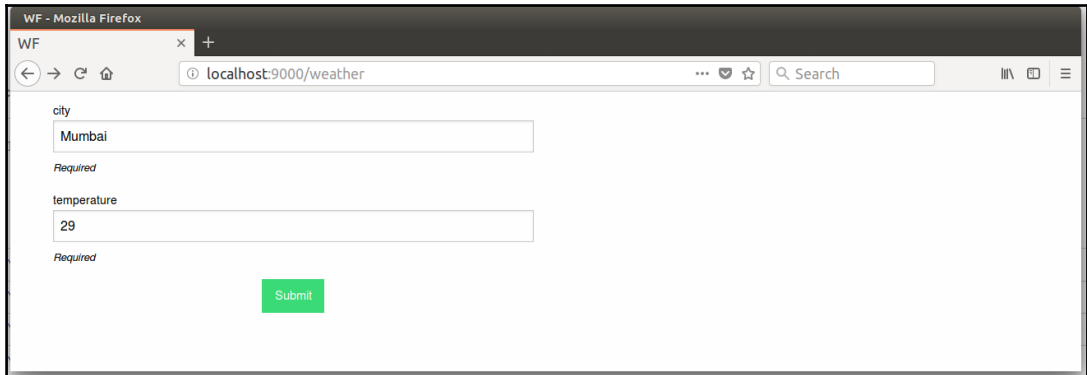 WF - Mozilla Firefox
WF × +
localhost:9000/weather ... Search
city
Mumbai
Required
temperature
29
Required
Submit